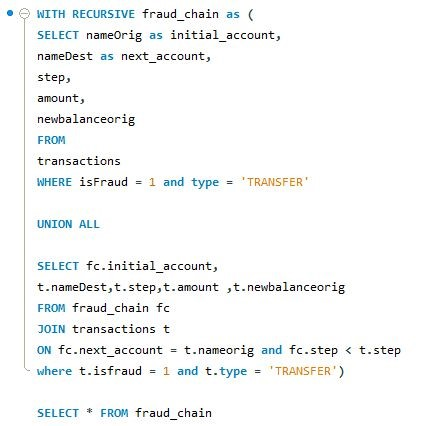 WITH RECURSIVE fraud_chain as (
SELECT nameOrig as initial_account,
nameDest as next_account,
step,
amount,
newbalanceorig
FROM
transactions
WHERE isFraud = 1 and type = 'TRANSFER'
UNION ALL
SELECT fc.initial_account,
t.nameDest,t.step,t.amount ,t.newbalanceorig
FROM fraud_chain fc
JOIN transactions t
ON fc.next_account = t.nameorig and fc.step < t.step
where t.isfraud = 1 and t.type = 'TRANSFER')
SELECT * FROM fraud_chain